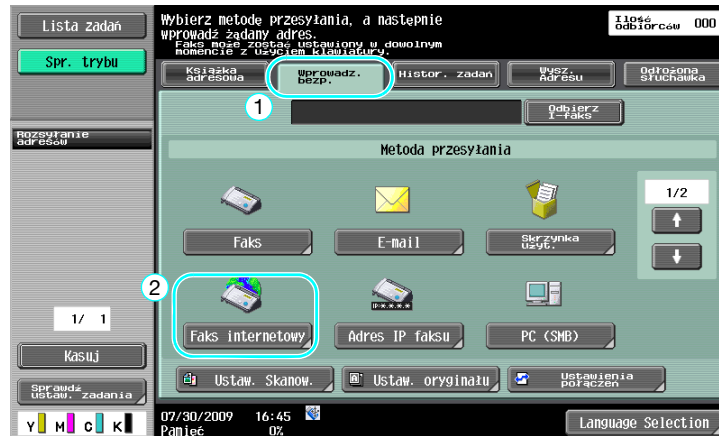 Lista zadań
Spr. trybu
Wybierz metodę przesyłania, a następnie
wprowadź żądany adres.
Faks może zostać ustawiony w dowolnym
momencie z użyciem klawiatury.
Ilość
odbiorców 000
Książka
adresowa
Wprowadz.
bezp.
Histor. zadań
Wysz.
Adresu
Odłożona
słuchawka
1
Odbierz
I-faks
Rozsyłanie
adresów
Metoda przesyłania
1/2
Faks
E-mail
Skrzynka
użyt.
2
IP:*.*.*.*
Faks internetowy
Adres IP faksu
PC (SMB)
1/ 1
Kasuj
Sprawdź
ustaw. zadania
Ustaw. Skanow.
Ustaw. oryginału
Ustawienia
połączeń
Y M C K
07/30/2009 16:45
Pamięć 0%
Language Selection